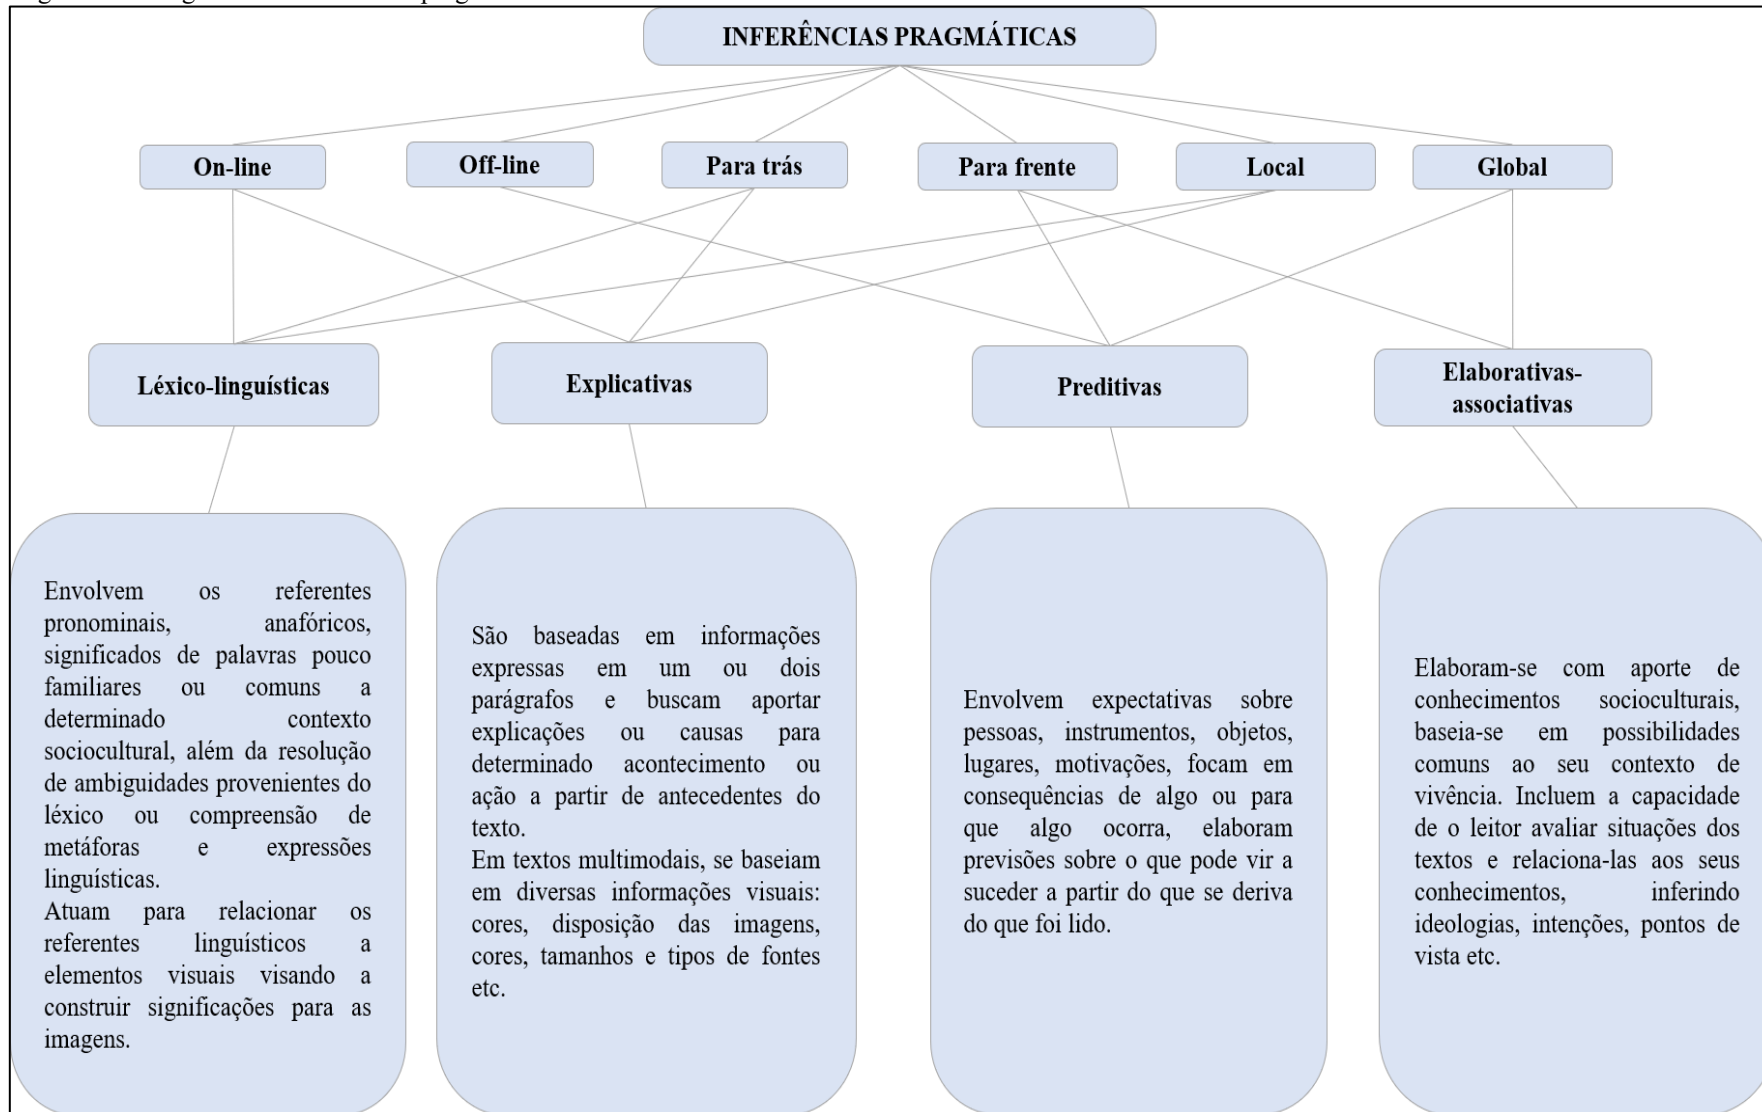 INFERÊNCIAS PRAGMÁTICAS
On-line
Off-line
Para trás
Para frente
Local
Global
Léxico-linguísticas
Explicativas
Preditivas
Elaborativas-
associativas
Envolvem os referentes
pronominais, anafóricos,
significados de palavras pouco
familiares ou comuns a
determinado contexto
sociocultural, além da resolução
de ambiguidades provenientes do
léxico ou compreensão de
metáforas e expressões
linguísticas.
Atuam para relacionar os
referentes linguísticos a
elementos visuais visando a
construir significações para as
imagens.
São baseadas em informações
expressas em um ou dois
parágrafos e buscam aportar
explicações ou causas para
determinado acontecimento ou
ação a partir de antecedentes do
texto.
Em textos multimodais, se baseiam
em diversas informações visuais:
cores, disposição das imagens,
cores, tamanhos e tipos de fontes
etc.
Envolvem expectativas sobre
pessoas, instrumentos, objetos,
lugares, motivações, focam em
consequências de algo ou para
que algo ocorra, elaboram
previsões sobre o que pode vir a
suceder a partir do que se deriva
do que foi lido.
Elaboram-se com aporte de
conhecimentos socioculturais,
baseia-se em possibilidades
comuns ao seu contexto de
vivência. Incluem a capacidade
de o leitor avaliar situações dos
textos e relaciona-las aos seus
conhecimentos, inferindo
ideologias, intenções, pontos de
vista etc.